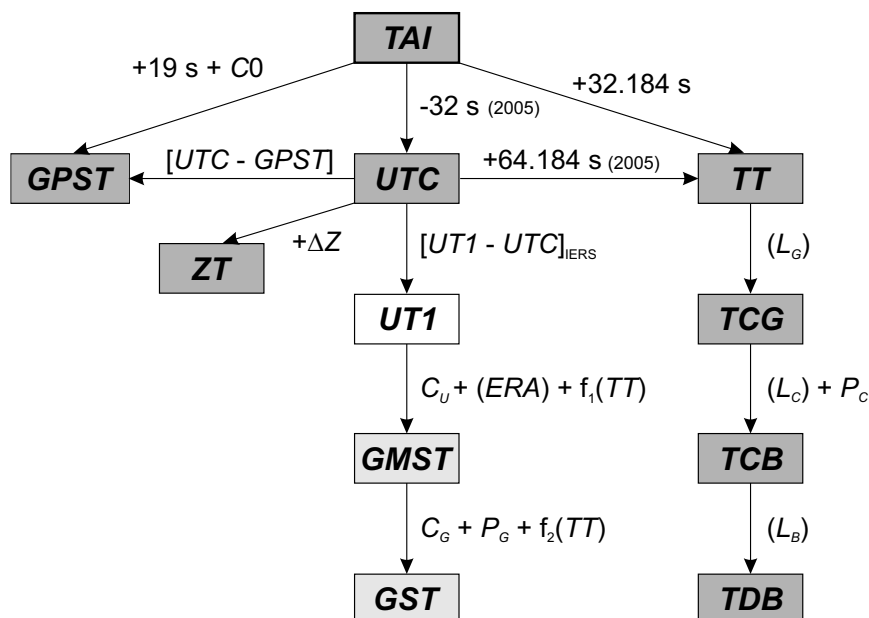 TAI
+19 s + C0
+32.184 s
-32 s (2005)
GPST
[UTC - GPST]
UTC
+64.184 s (2005)
TT
+ΔZ
[UT1 - UTC]IERS
(LG)
ZT
UT1
TCG
CU + (ERA) + f1(TT)
(LC) + PC
GMST
TCB
CG + PG + f2(TT)
(LB)
GST
TDB